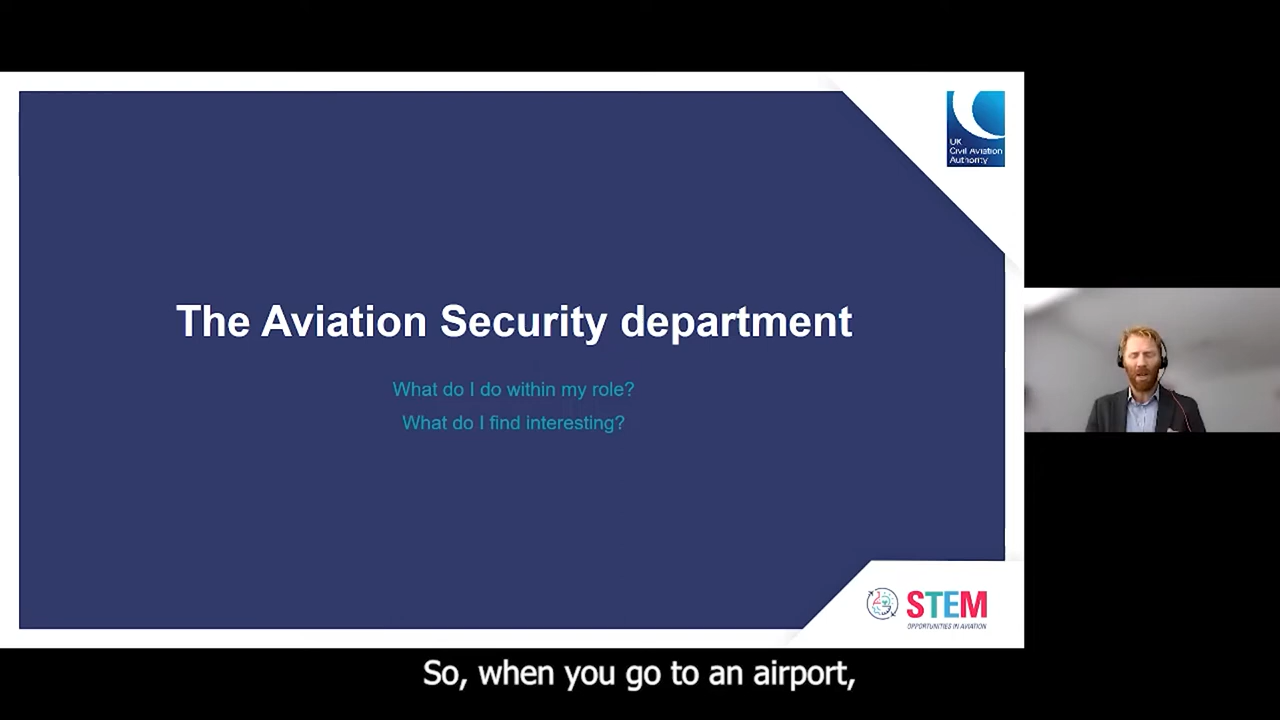 UK
Civil Aviation
Authority
The Aviation Security department
What do I do within my role?
What do I find interesting?
STEM
OPPORTUNITIES IN AVIATION
So, when you go to an airport,